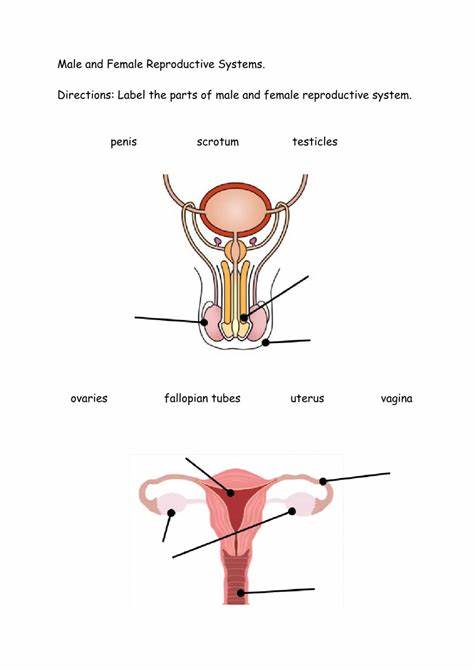 Male and Female Reproductive Systems.
Directions: Label the parts of male and female reproductive system.
penis scrotum testicles
ovaries fallopian tubes uterus vagina